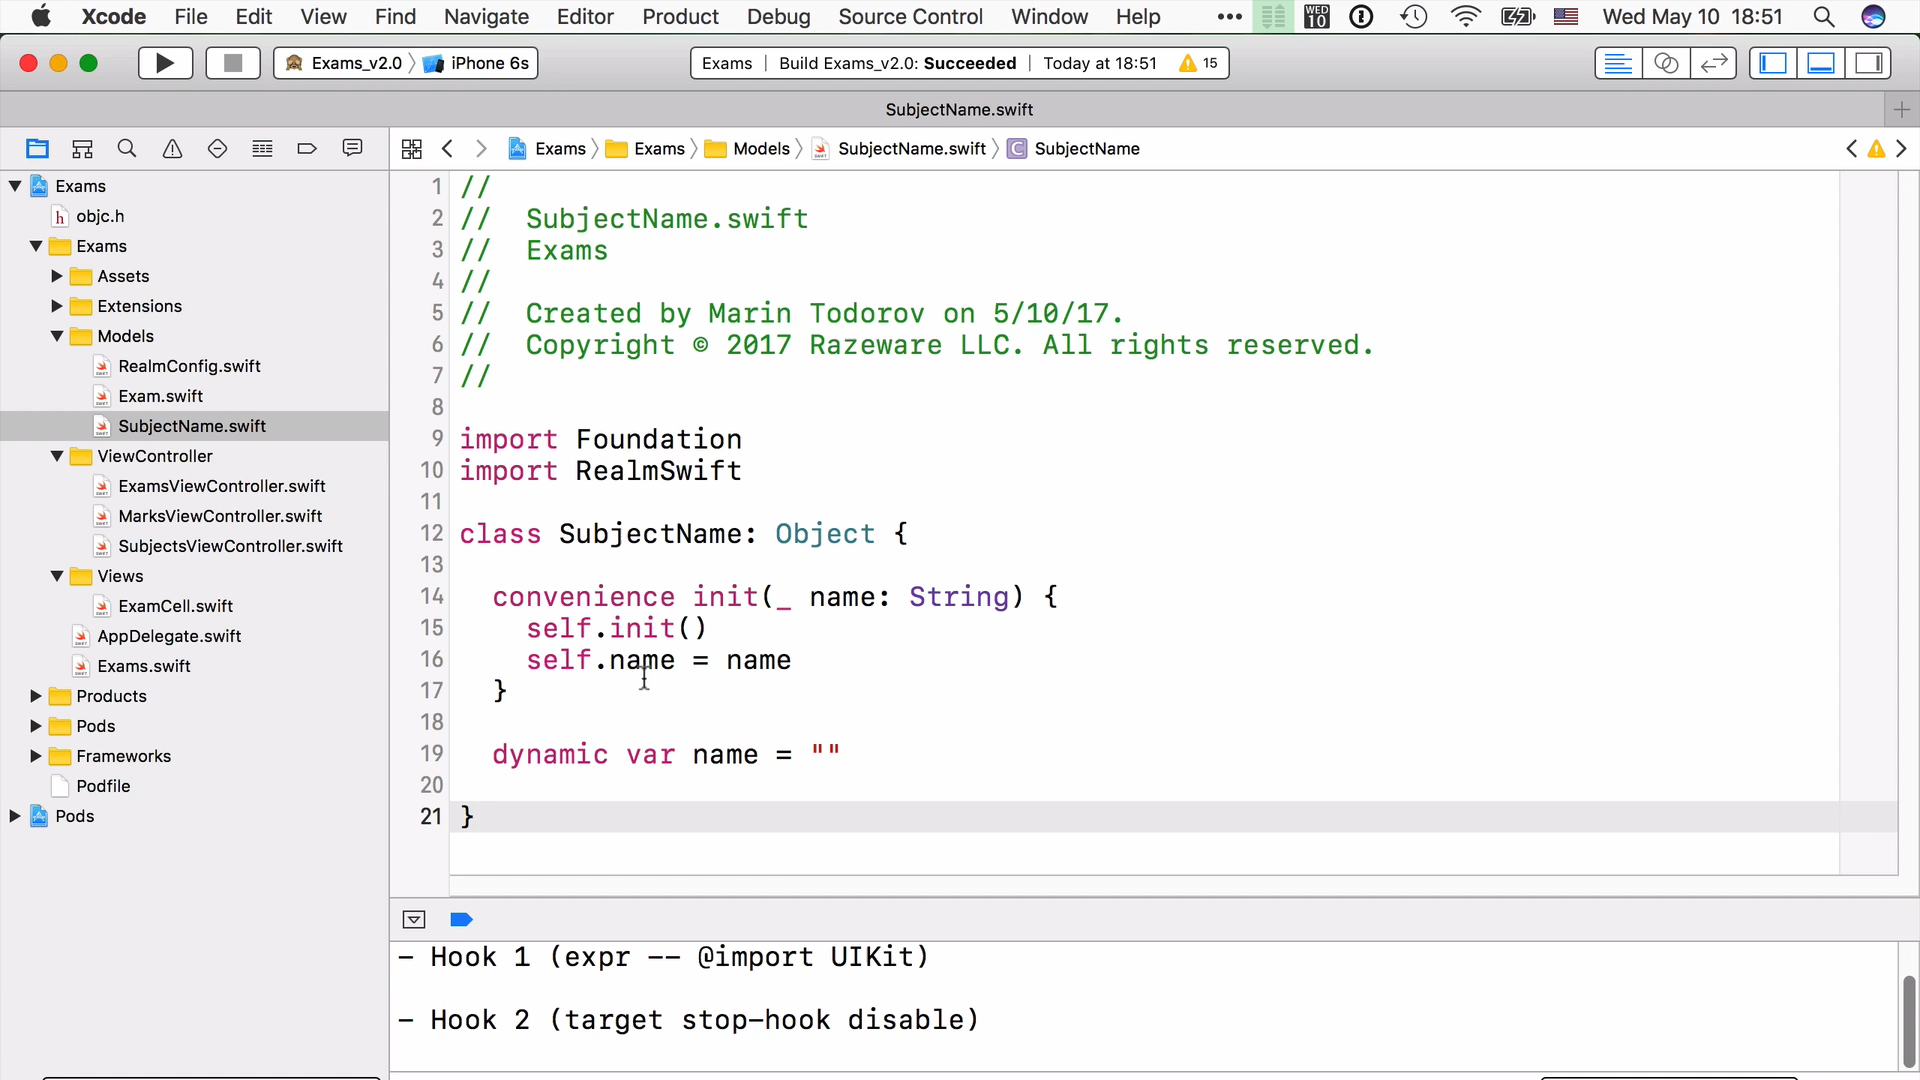 Xcode File Edit View Find Navigate Editor Product Debug Source Control Window Help ••• WED 10 Wed May 10 18:51
Exams_v2.0 〉 iPhone 6s
Exams | Build Exams_v2.0: Succeeded | Today at 18:51 15
SubjectName.swift
Exams 〉 Exams 〉 Models 〉 SubjectName.swift 〉 C SubjectName
Exams
h objc.h
Exams
Assets
Extensions
Models
RealmConfig.swift
Exam.swift
SubjectName.swift
ViewController
ExamsViewController.swift
MarksViewController.swift
SubjectsViewController.swift
Views
ExamCell.swift
AppDelegate.swift
Exams.swift
Products
Pods
Frameworks
Podfile
Pods
1 //
2 //  SubjectName.swift
3 //  Exams
4 //
5 //  Created by Marin Todorov on 5/10/17.
6 //  Copyright © 2017 Razeware LLC. All rights reserved.
7 //
8
9 import Foundation
10 import RealmSwift
11
12 class SubjectName: Object {
13
14   convenience init(_ name: String) {
15     self.init()
16     self.name = name
17   }
18
19   dynamic var name = ""
20
21 }
- Hook 1 (expr -- @import UIKit)
- Hook 2 (target stop-hook disable)